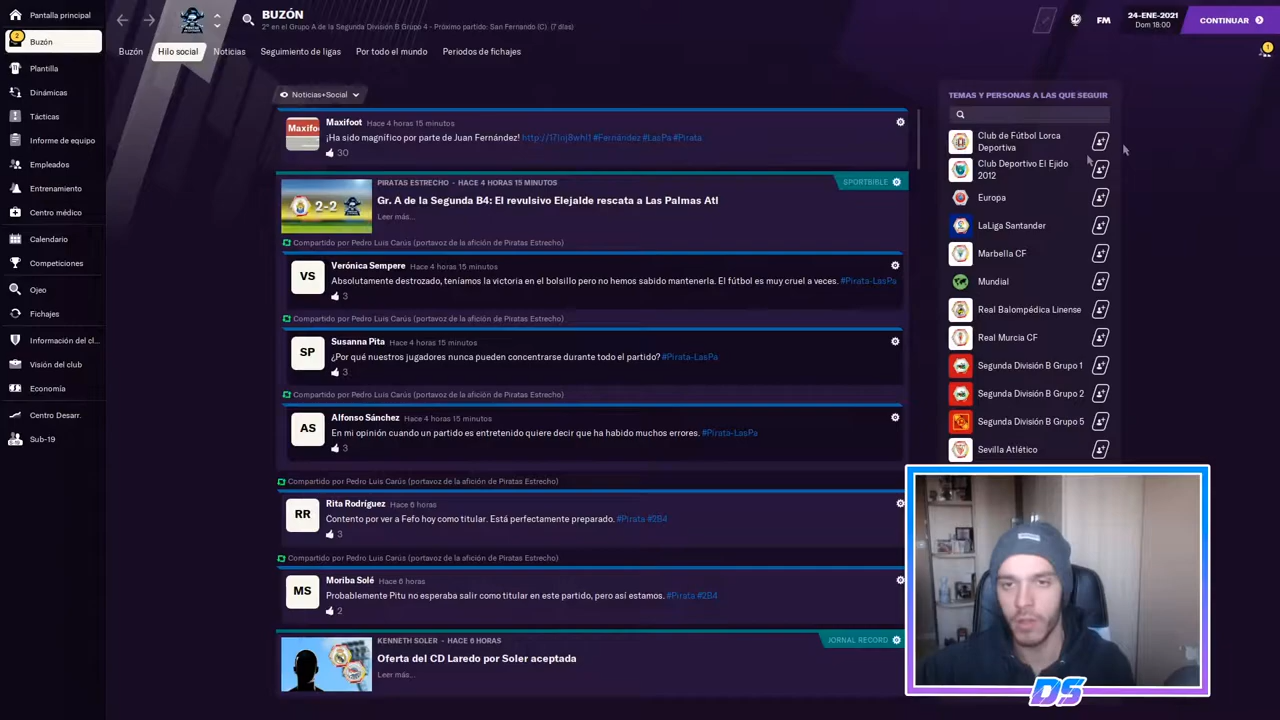 Pantalla principal
2
Buzón
Plantilla
Dinámicas
Tácticas
Informe de equipo
Empleados
Entrenamiento
Centro médico
Calendario
Competiciones
Ojeo
Fichajes
Información del cl...
Visión del club
Economía
Centro Desarr.
Sub-19
BUZÓN
2º en el Grupo A de la Segunda División B Grupo 4 - Próximo partido: San Fernando (C) (7 días)
FM
24-ENE-2021
Dom 18:00
CONTINUAR
Buzón
Hilo social
Noticias
Seguimiento de ligas
Por todo el mundo
Periodos de fichajes
1
Noticias+Social
Maxifoot Hace 4 horas 15 minutos
¡Ha sido magnífico por parte de Juan Fernández! http://171oj8whl1 #Fernández #LasPa #Pirata
30
PIRATAS ESTRECHO - HACE 4 HORAS 15 MINUTOS
SPORTBIBLE
2-2
Gr. A de la Segunda B4: El revulsivo Elejalde rescata a Las Palmas Atl
Leer más...
Compartido por Pedro Luis Carús (portavoz de la afición de Piratas Estrecho)
VS
Verónica Sempere Hace 4 horas 15 minutos
Absolutamente destrozado, teníamos la victoria en el bolsillo pero no hemos sabido mantenerla. El fútbol es muy cruel a veces. #Pirata-LasPa
3
Compartido por Pedro Luis Carús (portavoz de la afición de Piratas Estrecho)
SP
Susanna Pita Hace 4 horas 15 minutos
¿Por qué nuestros jugadores nunca pueden concentrarse durante todo el partido? #Pirata-LasPa
3
Compartido por Pedro Luis Carús (portavoz de la afición de Piratas Estrecho)
AS
Alfonso Sánchez Hace 4 horas 15 minutos
En mi opinión cuando un partido es entretenido quiere decir que ha habido muchos errores. #Pirata-LasPa
3
Compartido por Pedro Luis Carús (portavoz de la afición de Piratas Estrecho)
RR
Rita Rodríguez Hace 6 horas
Contento por ver a Fefo hoy como titular. Está perfectamente preparado. #Pirata #2B4
3
Compartido por Pedro Luis Carús (portavoz de la afición de Piratas Estrecho)
MS
Moriba Solé Hace 6 horas
Probablemente Pitu no esperaba salir como titular en este partido, pero así estamos. #Pirata #2B4
2
KENNETH SOLER - HACE 6 HORAS
JORNAL RECORD
Oferta del CD Laredo por Soler aceptada
Leer más...
TEMAS Y PERSONAS A LAS QUE SEGUIR
Club de Fútbol Lorca
Deportiva
Club Deportivo El Ejido
2012
Europa
LaLiga Santander
Marbella CF
Mundial
Real Balompédica Linense
Real Murcia CF
Segunda División B Grupo 1
Segunda División B Grupo 2
Segunda División B Grupo 5
Sevilla Atlético
DS